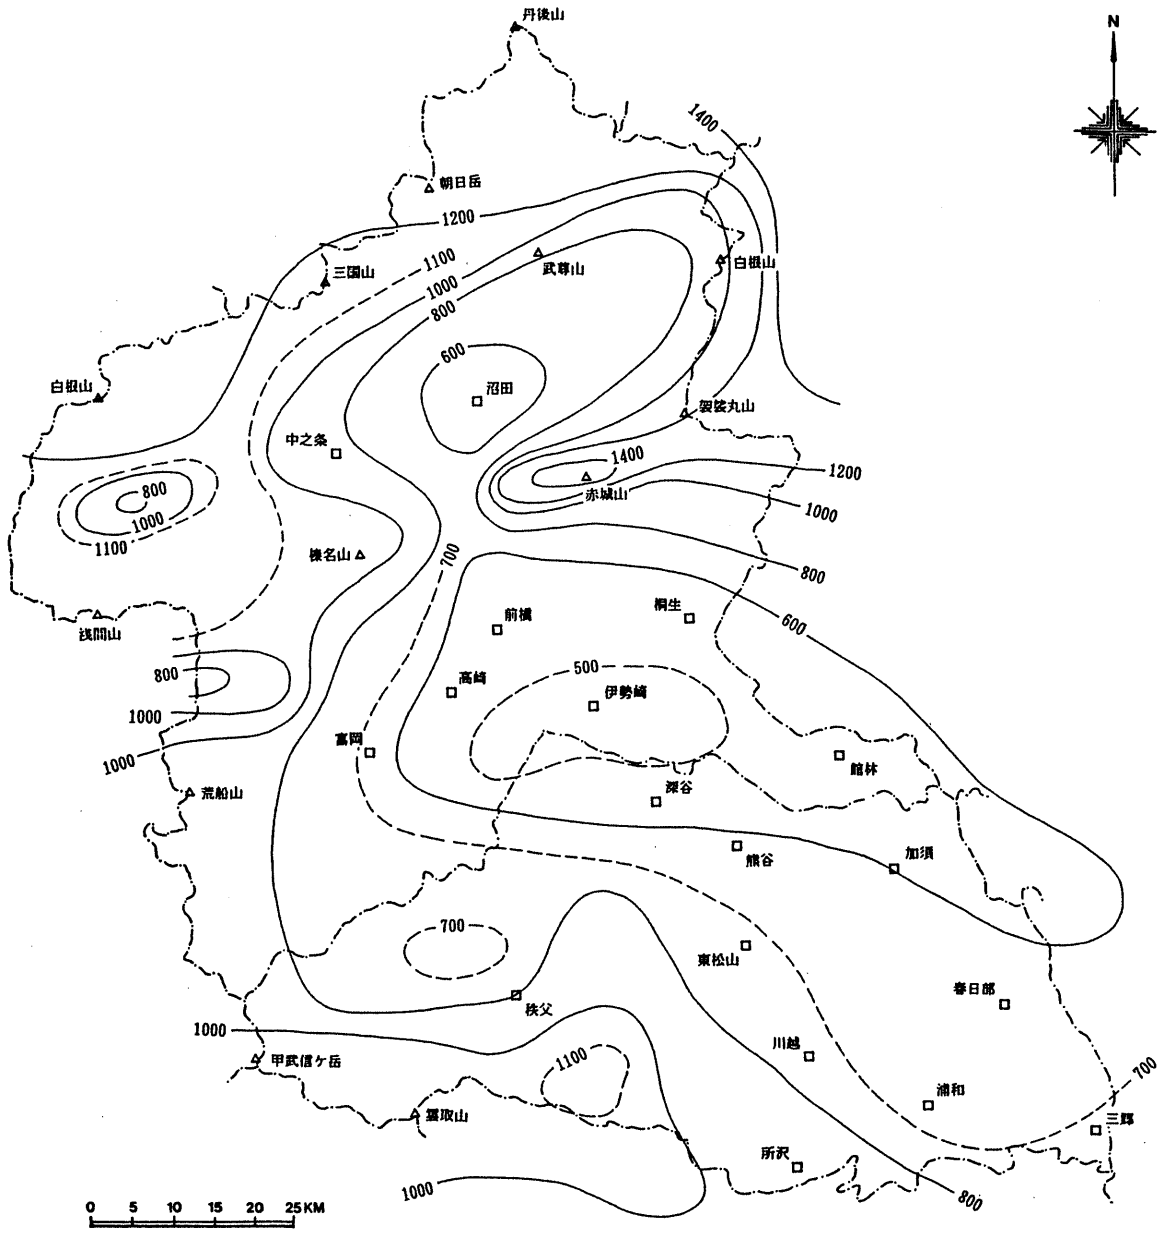 丹後山
N
1400
朝日岳
1200
1100
三国山
武尊山
白根山
1000
800
600
白根山
沼田
袈裟丸山
中之条
1400
1200
赤城山
800
1000
1000
1100
榛名山
700
800
前橋
桐生
600
浅間山
500
800
高崎
伊勢崎
1000
富岡
1000
館林
荒船山
深谷
熊谷
加須
700
東松山
春日部
秩父
1000
川越
甲武信ケ岳
1100
700
浦和
雲取山
三郷
所沢
1000
800
0 5 10 15 20 25 KM